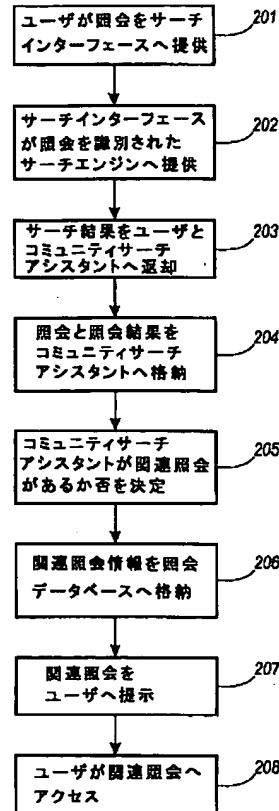 ユーザが照会をサーチ
インターフェースへ提供
201
サーチインターフェース
が照会を識別された
サーチエンジンへ提供
202
サーチ結果をユーザと
コミュニティサーチ
アシスタントへ返却
203
照会と照会結果を
コミュニティサーチ
アシスタントへ格納
204
コミュニティサーチ
アシスタントが関連照会
があるか否を決定
205
関連照会情報を照会
データベースへ格納
206
関連照会を
ユーザへ提示
207
ユーザが関連照会へ
アクセス
208